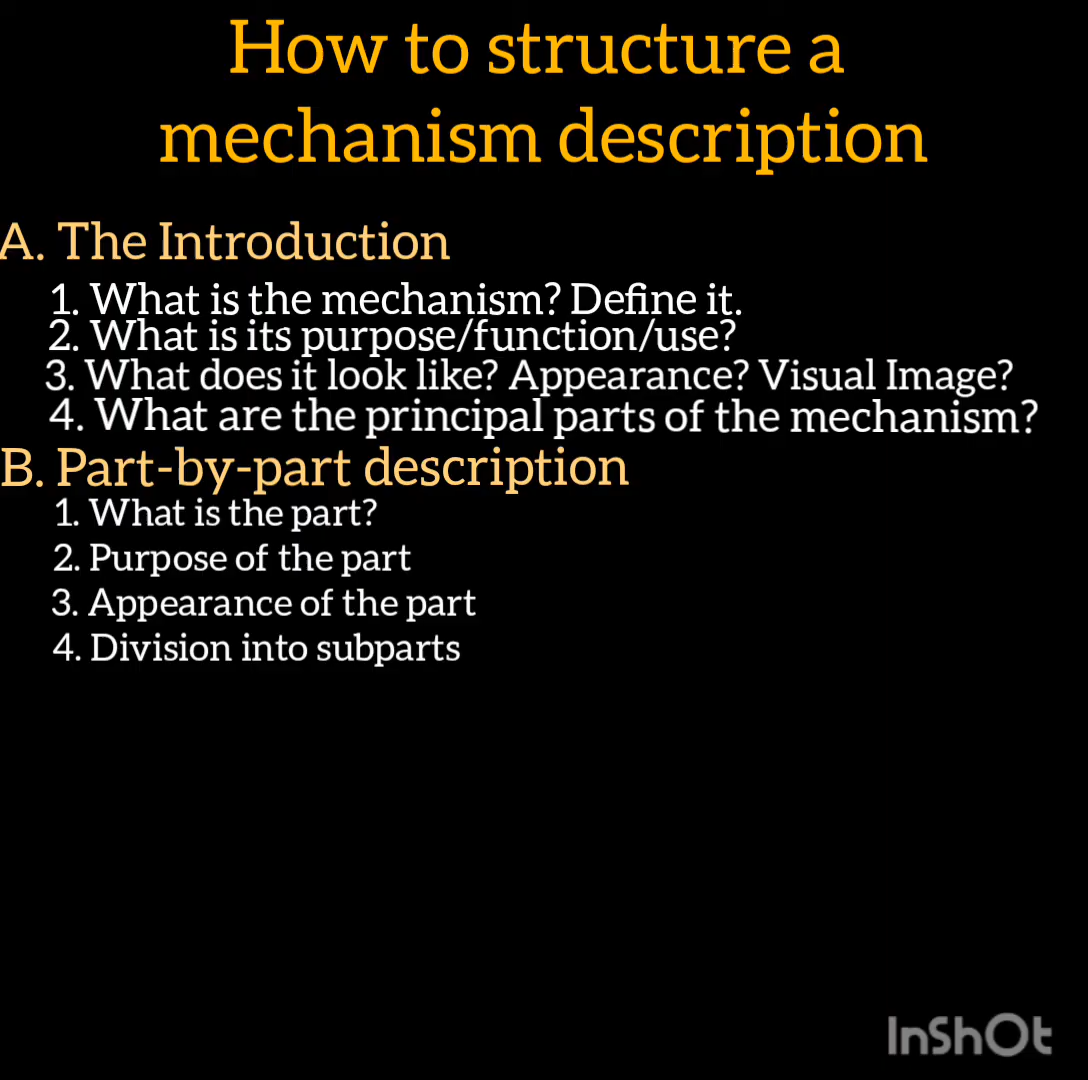 How to structure a
mechanism description
A. The Introduction
1. What is the mechanism? Define it.
2. What is its purpose/function/use?
3. What does it look like? Appearance? Visual Image?
4. What are the principal parts of the mechanism?
B. Part-by-part description
1. What is the part?
2. Purpose of the part
3. Appearance of the part
4. Division into subparts
InShOt